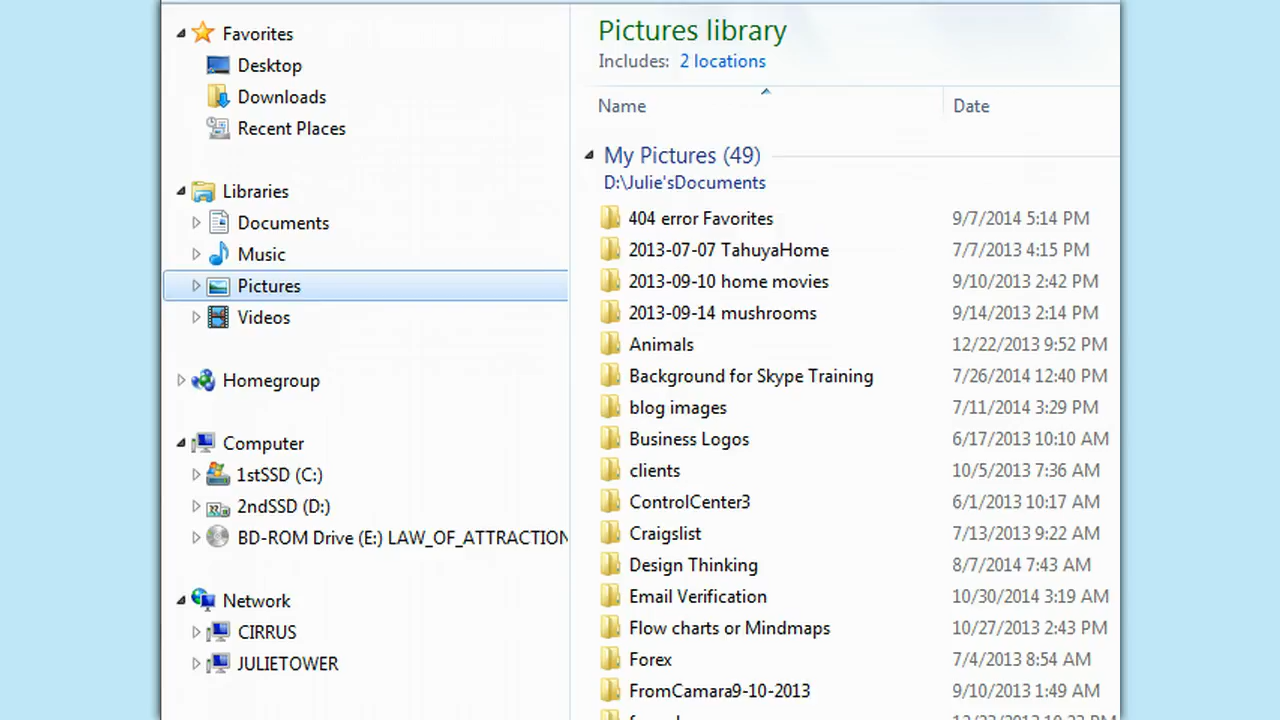 Favorites
Desktop
Downloads
Recent Places
Libraries
Documents
Music
Pictures
Videos
Homegroup
Computer
1stSSD (C:)
2ndSSD (D:)
BD-ROM Drive (E:) LAW_OF_ATTRACTION
Network
CIRRUS
JULIETOWER
Pictures library
Includes: 2 locations
Name Date
My Pictures (49)
D:\Julie'sDocuments
404 error Favorites 9/7/2014 5:14 PM
2013-07-07 TahuyaHome 7/7/2013 4:15 PM
2013-09-10 home movies 9/10/2013 2:42 PM
2013-09-14 mushrooms 9/14/2013 2:14 PM
Animals 12/22/2013 9:52 PM
Background for Skype Training 7/26/2014 12:40 PM
blog images 7/11/2014 3:29 PM
Business Logos 6/17/2013 10:10 AM
clients 10/5/2013 7:36 AM
ControlCenter3 6/1/2013 10:17 AM
Craigslist 7/13/2013 9:22 AM
Design Thinking 8/7/2014 7:43 AM
Email Verification 10/30/2014 3:19 AM
Flow charts or Mindmaps 10/27/2013 2:43 PM
Forex 7/4/2013 8:54 AM
FromCamara9-10-2013 9/10/2013 1:49 AM